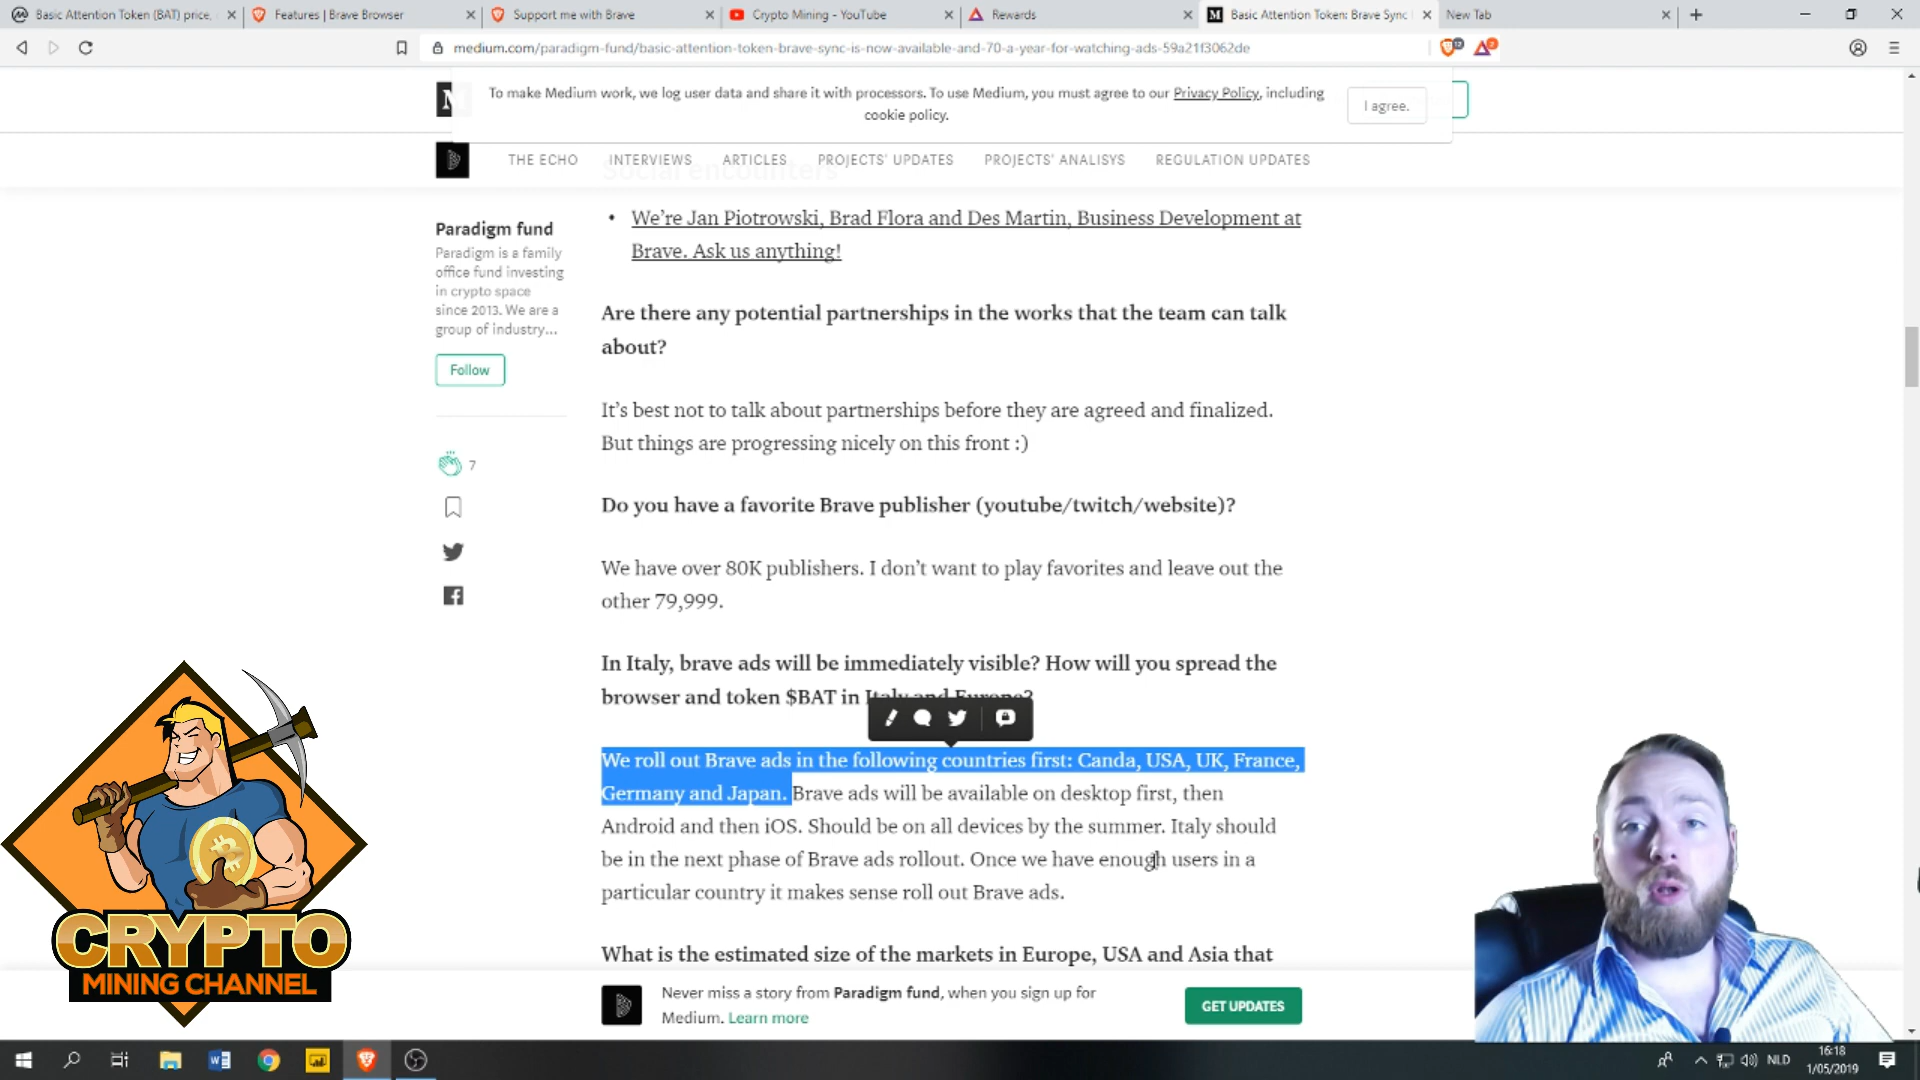 Basic Attention Token (BAT) price,
Features | Brave Browser
Support me with Brave
Crypto Mining - YouTube
Rewards
Basic Attention Token: Brave Sync
New Tab
medium.com/paradigm-fund/basic-attention-token-brave-sync-is-now-available-and-70-a-year-for-watching-ads-59a21f3062de
To make Medium work, we log user data and share it with processors. To use Medium, you must agree to our Privacy Policy, including
cookie policy.
I agree.
THE ECHO
INTERVIEWS
ARTICLES
PROJECTS' UPDATES
PROJECTS' ANALISYS
REGULATION UPDATES
Social encounters
Paradigm fund
Paradigm is a family
office fund investing
in crypto space
since 2013. We are a
group of industry...
Follow
7
• We're Jan Piotrowski, Brad Flora and Des Martin, Business Development at
Brave. Ask us anything!
Are there any potential partnerships in the works that the team can talk
about?
It's best not to talk about partnerships before they are agreed and finalized.
But things are progressing nicely on this front :)
Do you have a favorite Brave publisher (youtube/twitch/website)?
We have over 80K publishers. I don't want to play favorites and leave out the
other 79,999.
In Italy, brave ads will be immediately visible? How will you spread the
browser and token $BAT in Italy and Europe?
We roll out Brave ads in the following countries first: Canda, USA, UK, France,
Germany and Japan. Brave ads will be available on desktop first, then
Android and then iOS. Should be on all devices by the summer. Italy should
be in the next phase of Brave ads rollout. Once we have enough users in a
particular country it makes sense roll out Brave ads.
What is the estimated size of the markets in Europe, USA and Asia that
Never miss a story from Paradigm fund, when you sign up for
Medium. Learn more
GET UPDATES
CRYPTO
MINING CHANNEL
NLD
16:18
1/05/2019